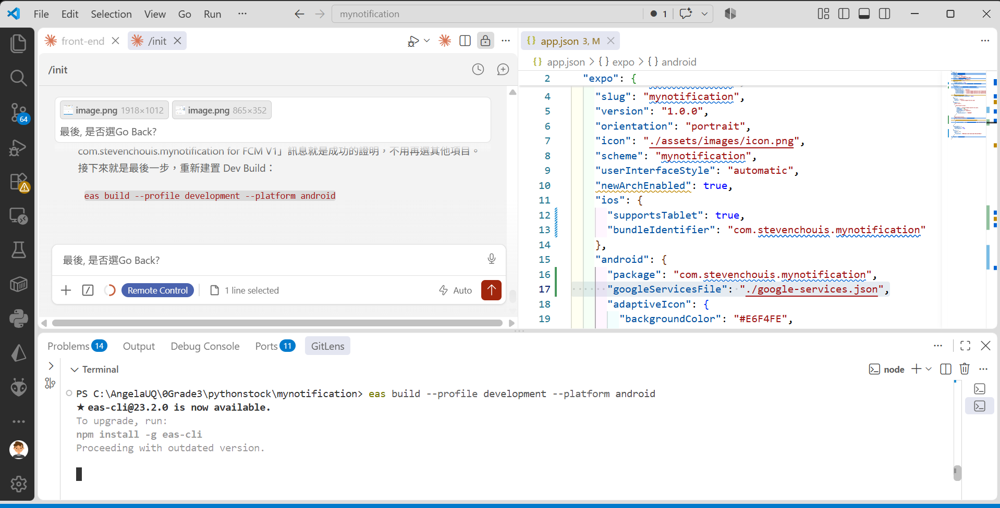 File Edit Selection View Go Run ··· mynotification 1
front-end /init
/init
image.png 1918×1012 image.png 865×352
最後, 是否選Go Back?
com.stevenchouis.mynotification for FCM V1」訊息就是成功的證明，不用再選其他項目。
接下來就是最後一步，重新建置 Dev Build：
eas build --profile development --platform android
最後, 是否選Go Back?
Remote Control 1 line selected Auto
app.json 3, M
{} app.json > { } expo > { } android
2 "expo": {
4 "slug": "mynotification",
5 "version": "1.0.0",
6 "orientation": "portrait",
7 "icon": "./assets/images/icon.png",
8 "scheme": "mynotification",
9 "userInterfaceStyle": "automatic",
10 "newArchEnabled": true,
11 "ios": {
12 "supportsTablet": true,
13 "bundleIdentifier": "com.stevenchouis.mynotification"
14 },
15 "android": {
16 "package": "com.stevenchouis.mynotification",
17 "googleServicesFile": "./google-services.json",
18 "adaptiveIcon": {
19 "backgroundColor": "#E6F4FE",
64
Problems 14 Output Debug Console Ports 11 GitLens
Terminal node
PS C:\AngelaUQ\0Grade3\pythonstock\mynotification> eas build --profile development --platform android
★ eas-cli@23.2.0 is now available.
To upgrade, run:
npm install -g eas-cli
Proceeding with outdated version.